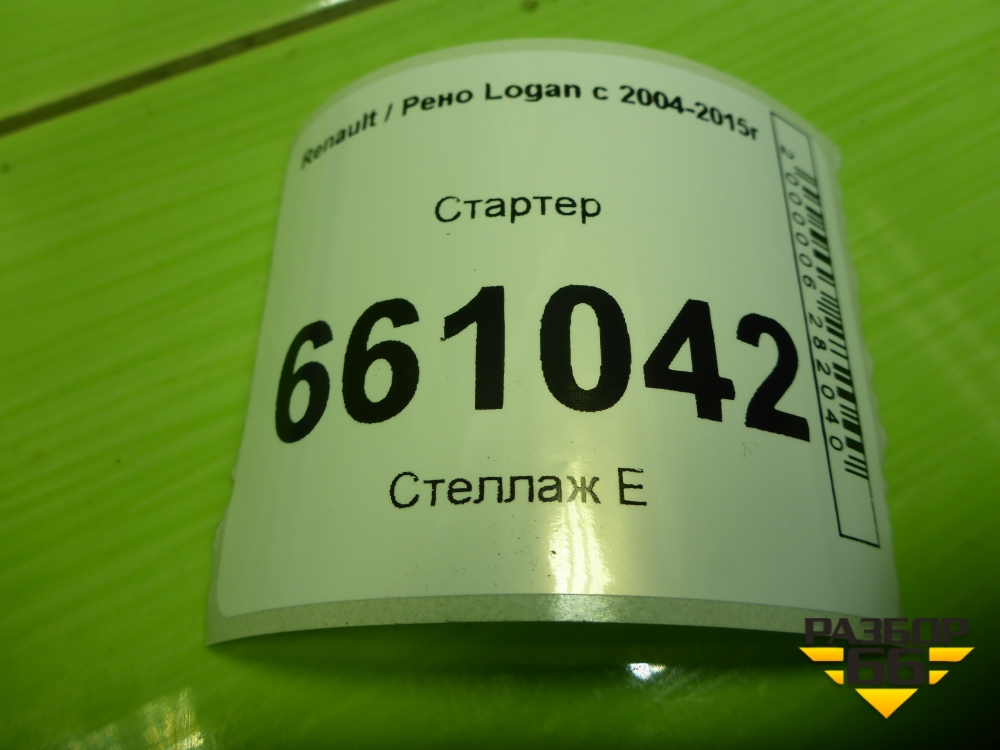 Renault / Рено Logan с 2004-2015г
Стартер
661042
Стеллаж Е
2000006282040
РАЗБОР
66